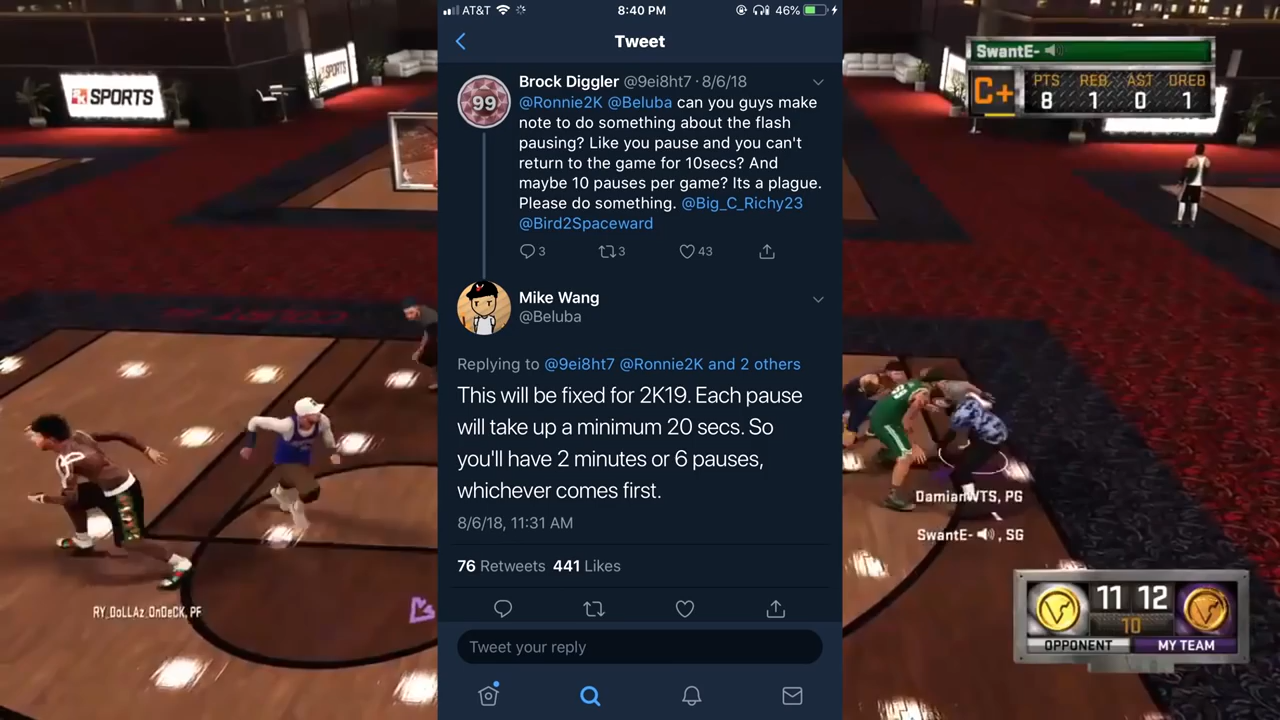 AT&T
8:40 PM
46%
Tweet
Brock Diggler @9ei8ht7 · 8/6/18
@Ronnie2K @Beluba can you guys make
note to do something about the flash
pausing? Like you pause and you can't
return to the game for 10secs? And
maybe 10 pauses per game? Its a plague.
Please do something. @Big_C_Richy23
@Bird2Spaceward
3 3 43
Mike Wang
@Beluba
Replying to @9ei8ht7 @Ronnie2K and 2 others
This will be fixed for 2K19. Each pause
will take up a minimum 20 secs. So
you'll have 2 minutes or 6 pauses,
whichever comes first.
8/6/18, 11:31 AM
76 Retweets 441 Likes
Tweet your reply
99
2K SPORTS
SPORTS
SwantE-
C+
PTS REB AST OREB
8 1 0 1
RY_DoLLAz_OnDeCK, PF
DamianWTS, PG
SwantE- , SG
11 12
10
OPPONENT MY TEAM